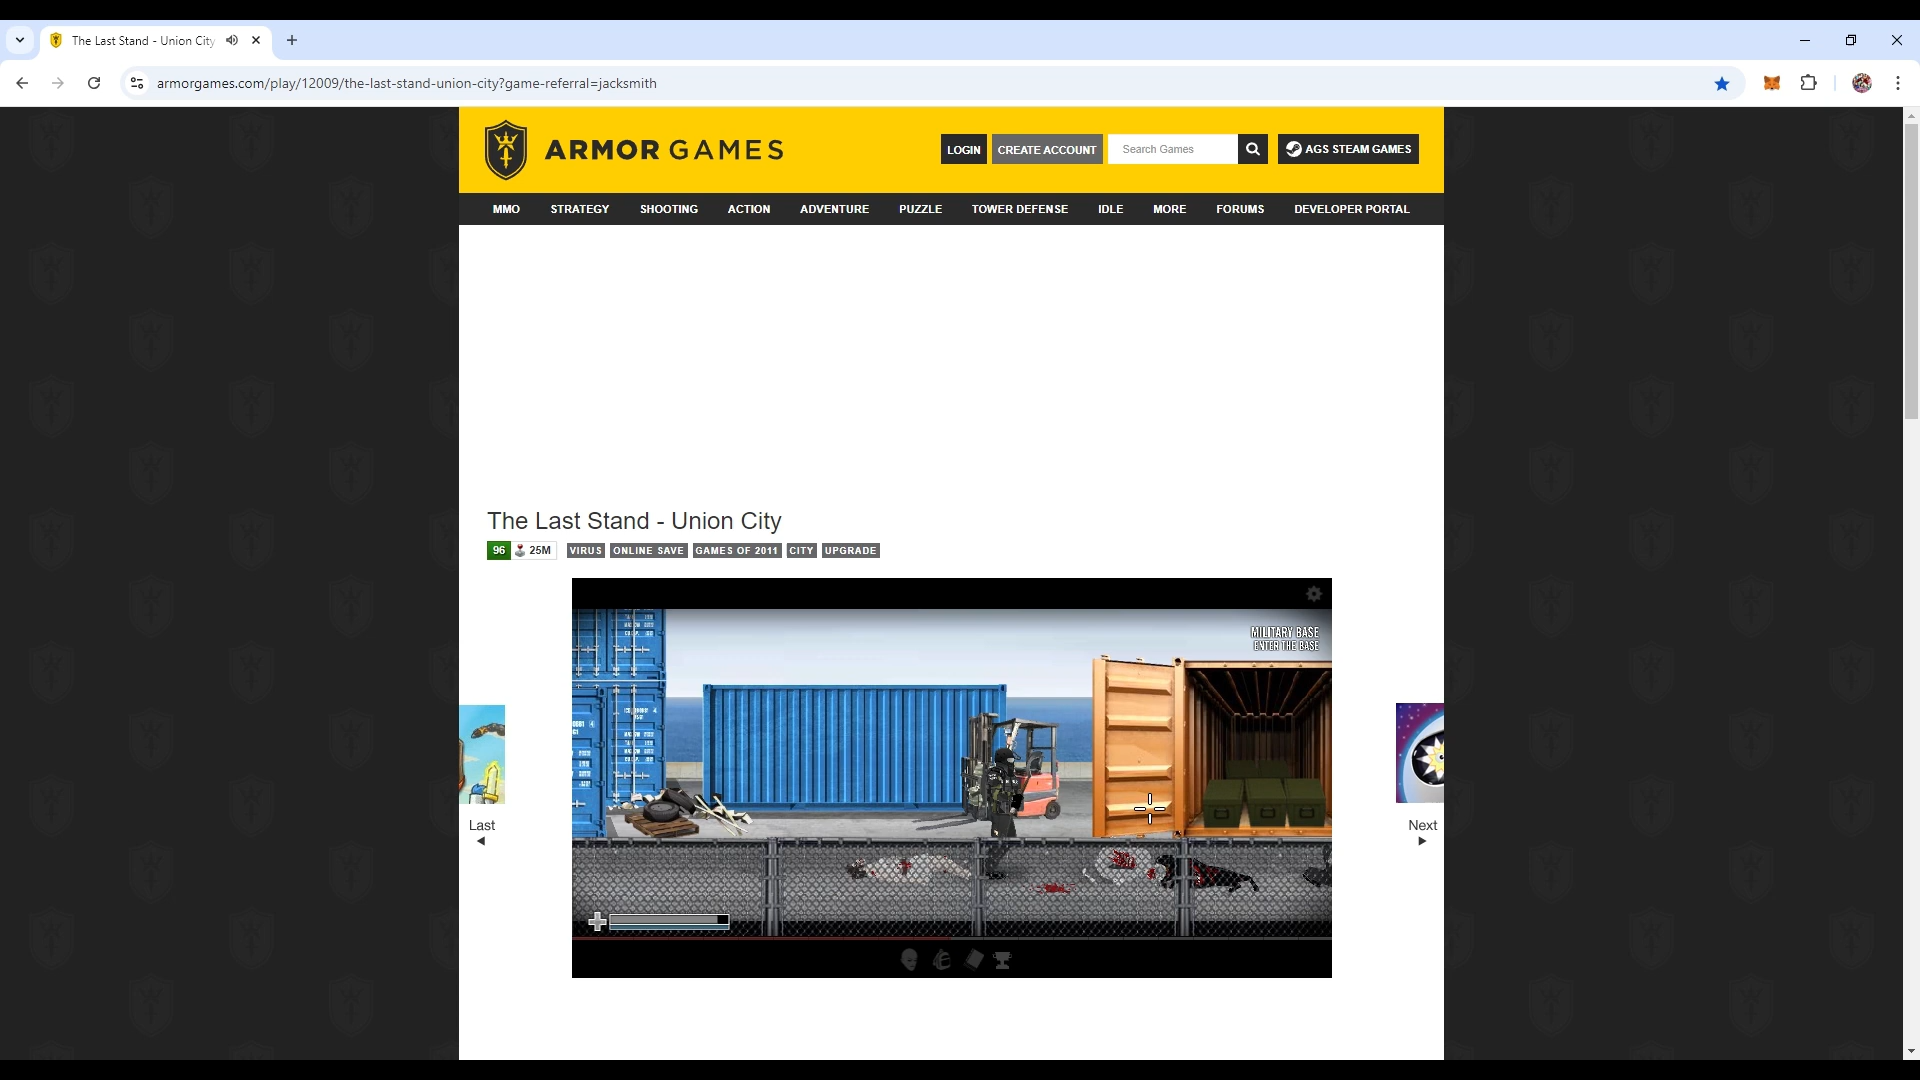 The Last Stand - Union City
armorgames.com/play/12009/the-last-stand-union-city?game-referral=jacksmith
ARMOR GAMES
LOGIN
CREATE ACCOUNT
Search Games
AGS STEAM GAMES
MMO
STRATEGY
SHOOTING
ACTION
ADVENTURE
PUZZLE
TOWER DEFENSE
IDLE
MORE
FORUMS
DEVELOPER PORTAL
The Last Stand - Union City
96
25M
VIRUS
ONLINE SAVE
GAMES OF 2011
CITY
UPGRADE
MILITARY BASE
ENTER THE BASE
Last
Next